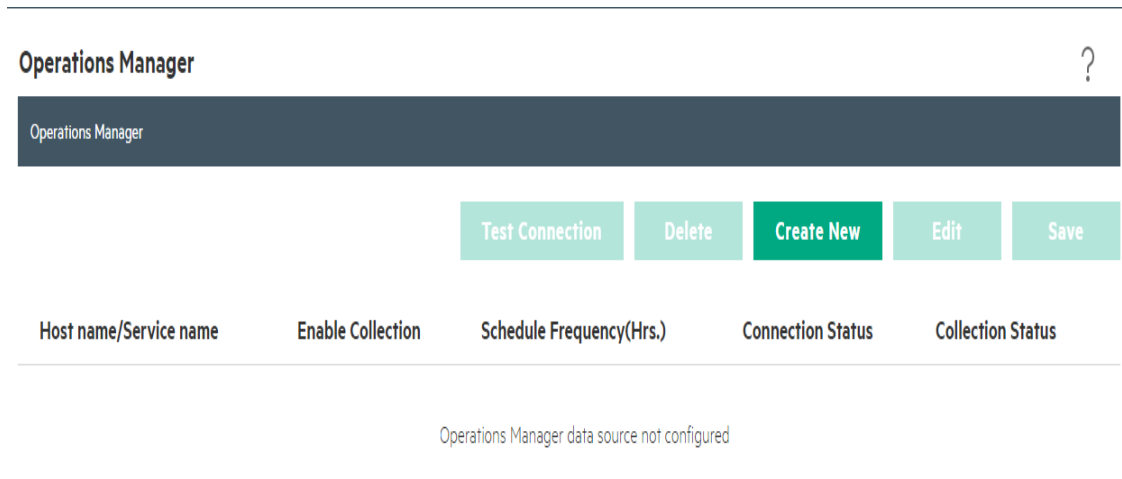 Operations Manager ?
Operations Manager
Test Connection Delete Create New Edit Save
Host name/Service name Enable Collection Schedule Frequency(Hrs.) Connection Status Collection Status
Operations Manager data source not configured